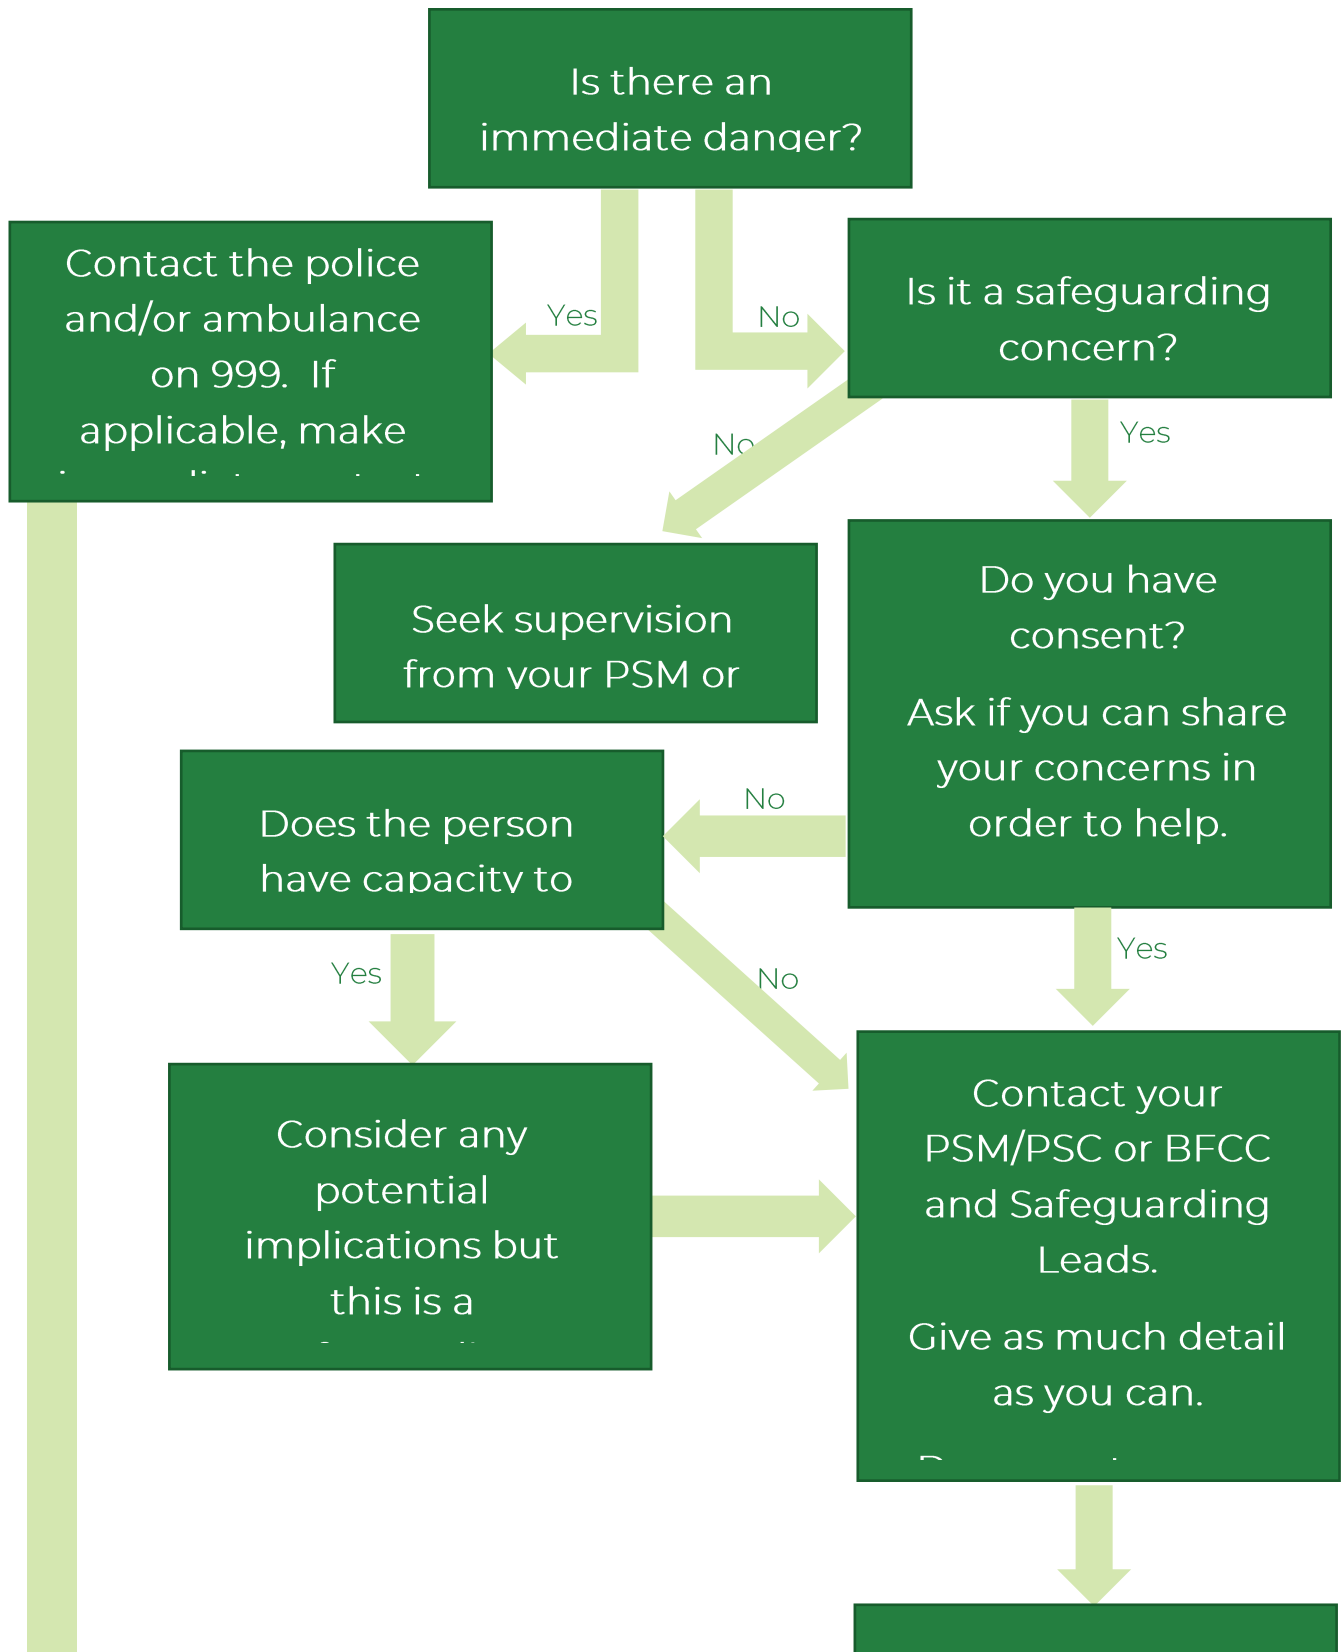 Is there an
immediate danger?
Contact the police
and/or ambulance
on 999. If
applicable, make
Yes
No
Is it a safeguarding
concern?
No
Yes
Seek supervision
from your PSM or
Do you have
consent?
Ask if you can share
your concerns in
order to help.
Does the person
have capacity to
No
Yes
No
Yes
Consider any
potential
implications but
this is a
Contact your
PSM/PSC or BFCC
and Safeguarding
Leads.
Give as much detail
as you can.